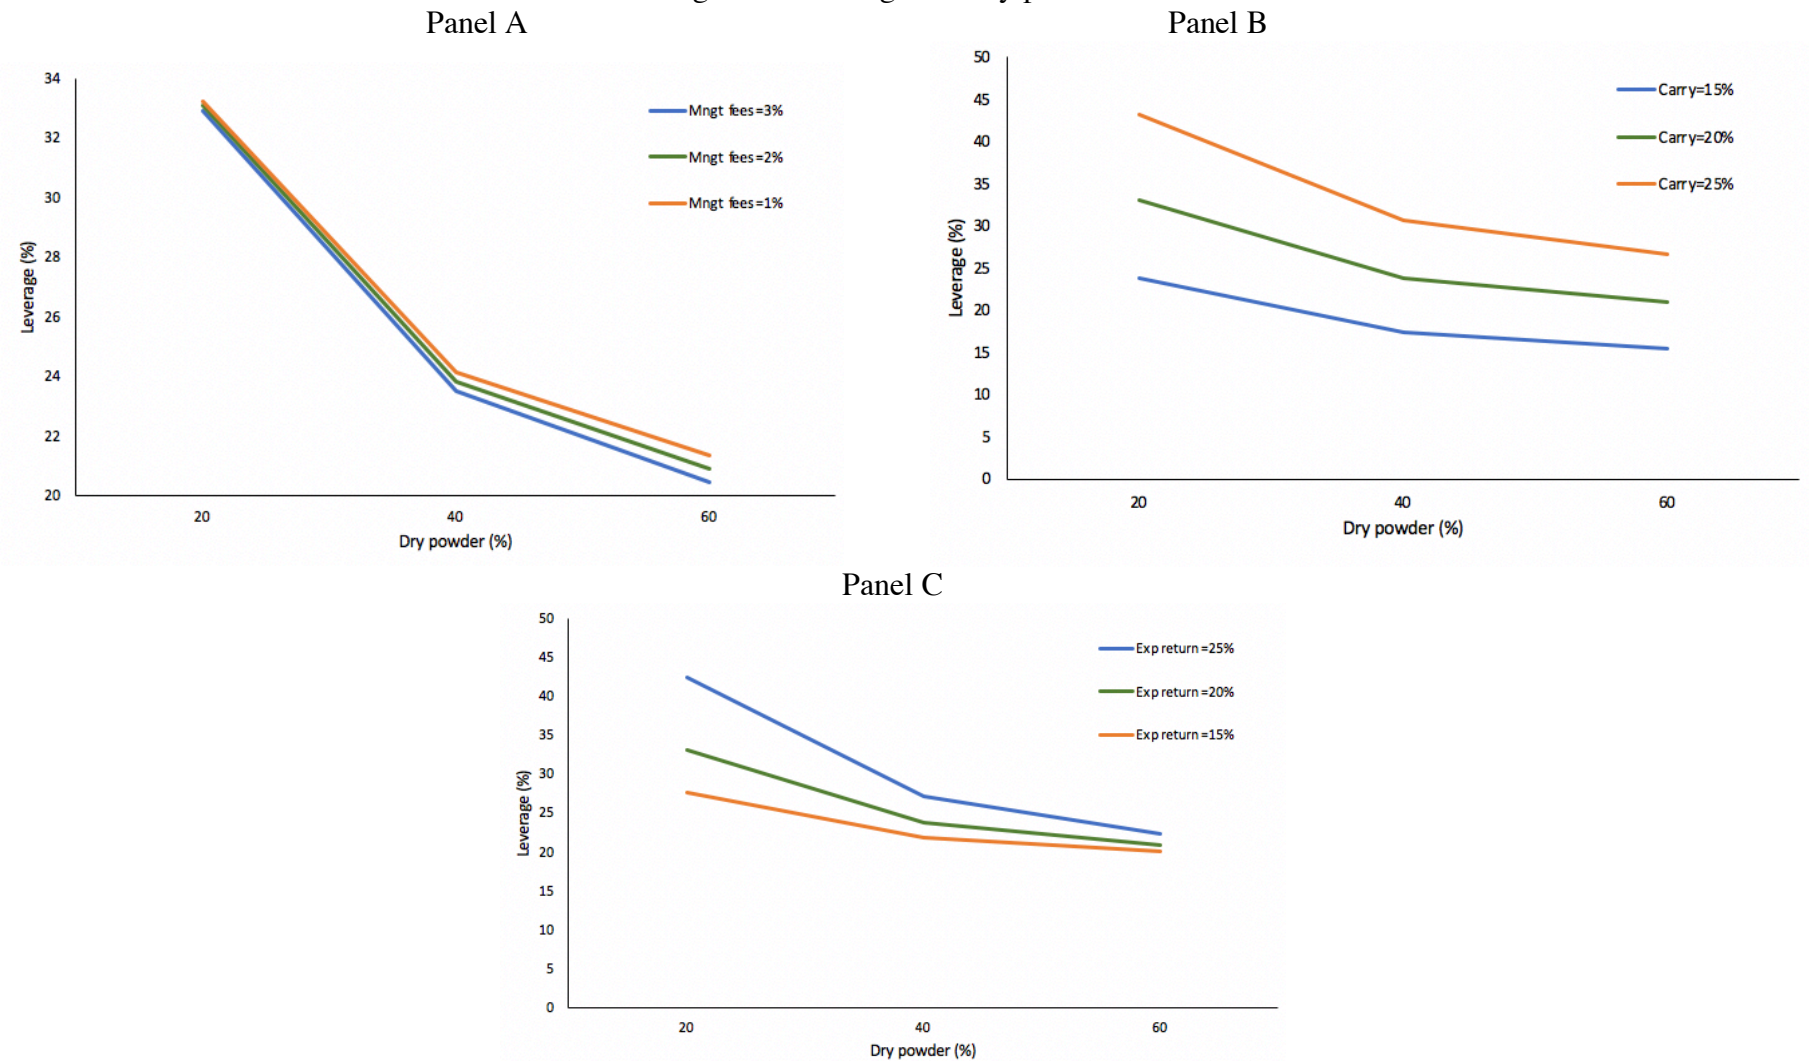 Panel A
Panel B
34
32
30
28
26
24
22
20
Leverage (%)
20
40
60
Dry powder (%)
Mngt fees=3%
Mngt fees=2%
Mngt fees=1%
50
45
40
35
30
25
20
15
10
5
0
Leverage (%)
20
40
60
Dry powder (%)
Carry=15%
Carry=20%
Carry=25%
Panel C
50
45
40
35
30
25
20
15
10
5
0
Leverage (%)
20
40
60
Dry powder (%)
Exp return=25%
Exp return=20%
Exp return=15%